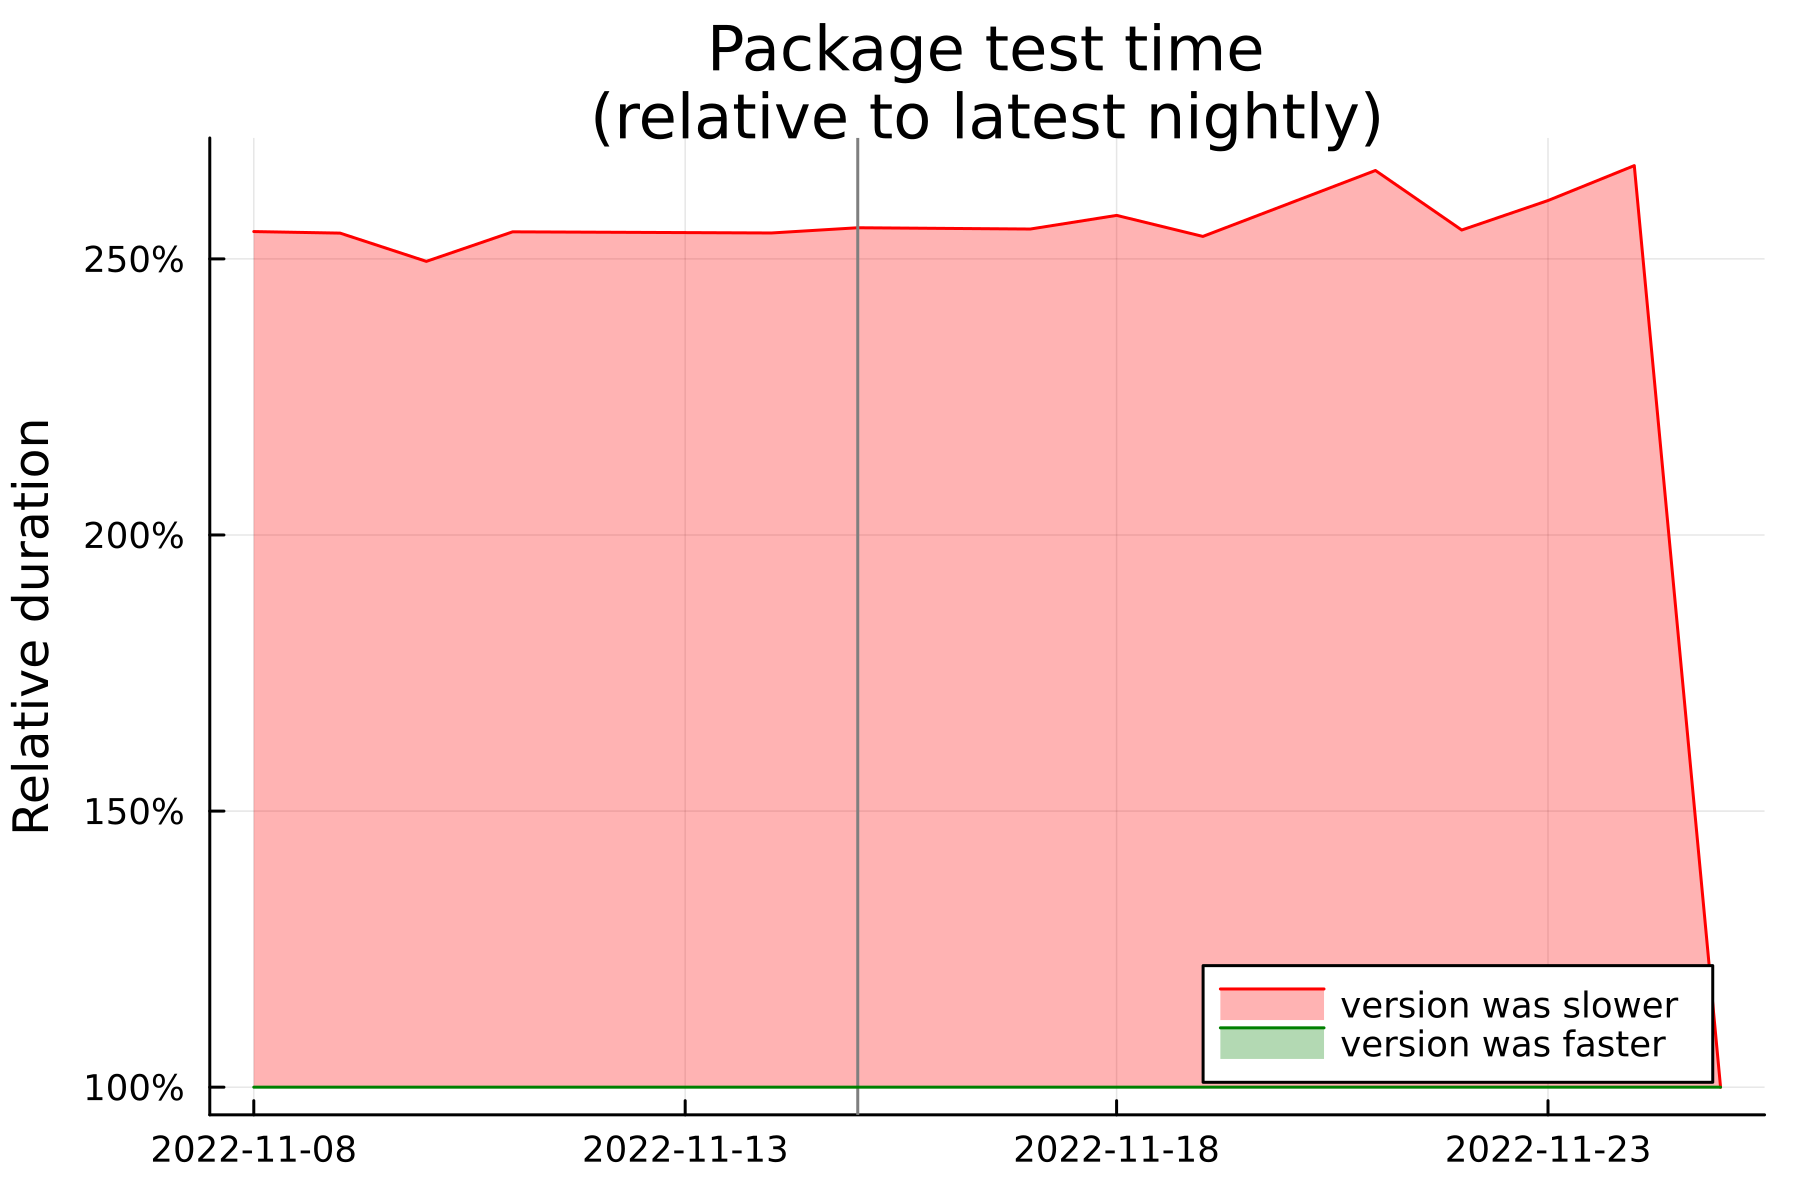 Package test time
(relative to latest nightly)
Relative duration
250%
200%
150%
100%
version was slower
version was faster
2022-11-08
2022-11-13
2022-11-18
2022-11-23